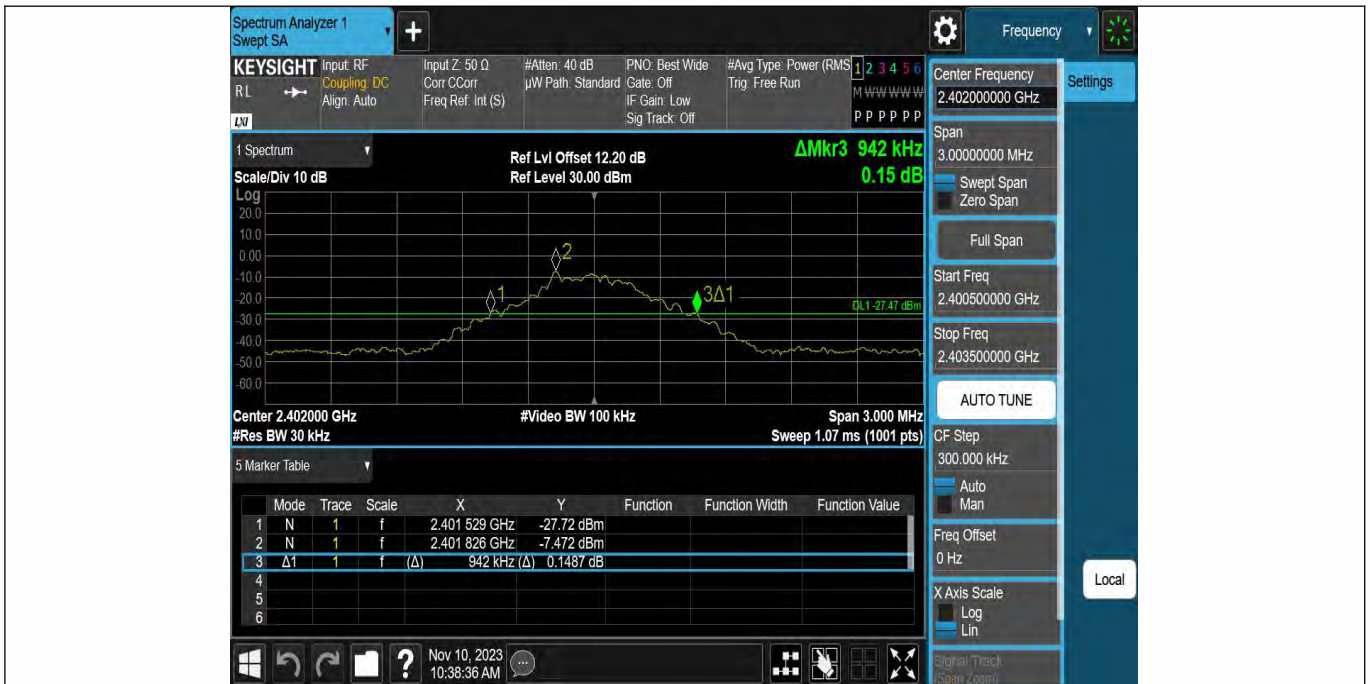 Spectrum Analyzer 1
Swept SA
+
Frequency
KEYSIGHT
RL
LXI
Input: RF
Coupling: DC
Align: Auto
Input Z: 50 Ω
Corr CCorr
Freq Ref: Int (S)
#Atten: 40 dB
µW Path: Standard
PNO: Best Wide
Gate: Off
IF Gain: Low
Sig Track: Off
#Avg Type: Power (RMS
Trig: Free Run
1 2 3 4 5 6
M W W W W W
P P P P P P
1 Spectrum
Scale/Div 10 dB
Ref Lvl Offset 12.20 dB
Ref Level 30.00 dBm
ΔMkr3 942 kHz
0.15 dB
Log
20.0
10.0
0.00
-10.0
-20.0
-30.0
-40.0
-50.0
-60.0
1
2
3Δ1
DL1 -27.47 dBm
Center 2.402000 GHz
#Video BW 100 kHz
Span 3.000 MHz
#Res BW 30 kHz
Sweep 1.07 ms (1001 pts)
5 Marker Table
Mode Trace Scale X Y Function Function Width Function Value
1 N 1 f 2.401 529 GHz -27.72 dBm
2 N 1 f 2.401 826 GHz -7.472 dBm
3 Δ1 1 f (Δ) 942 kHz (Δ) 0.1487 dB
4
5
6
?
Nov 10, 2023
10:38:36 AM
Center Frequency
2.402000000 GHz
Settings
Span
3.00000000 MHz
Swept Span
Zero Span
Full Span
Start Freq
2.400500000 GHz
Stop Freq
2.403500000 GHz
AUTO TUNE
CF Step
300.000 kHz
Auto
Man
Freq Offset
0 Hz
X Axis Scale
Log
Lin
Local
Signal Track
(Span Zoom)